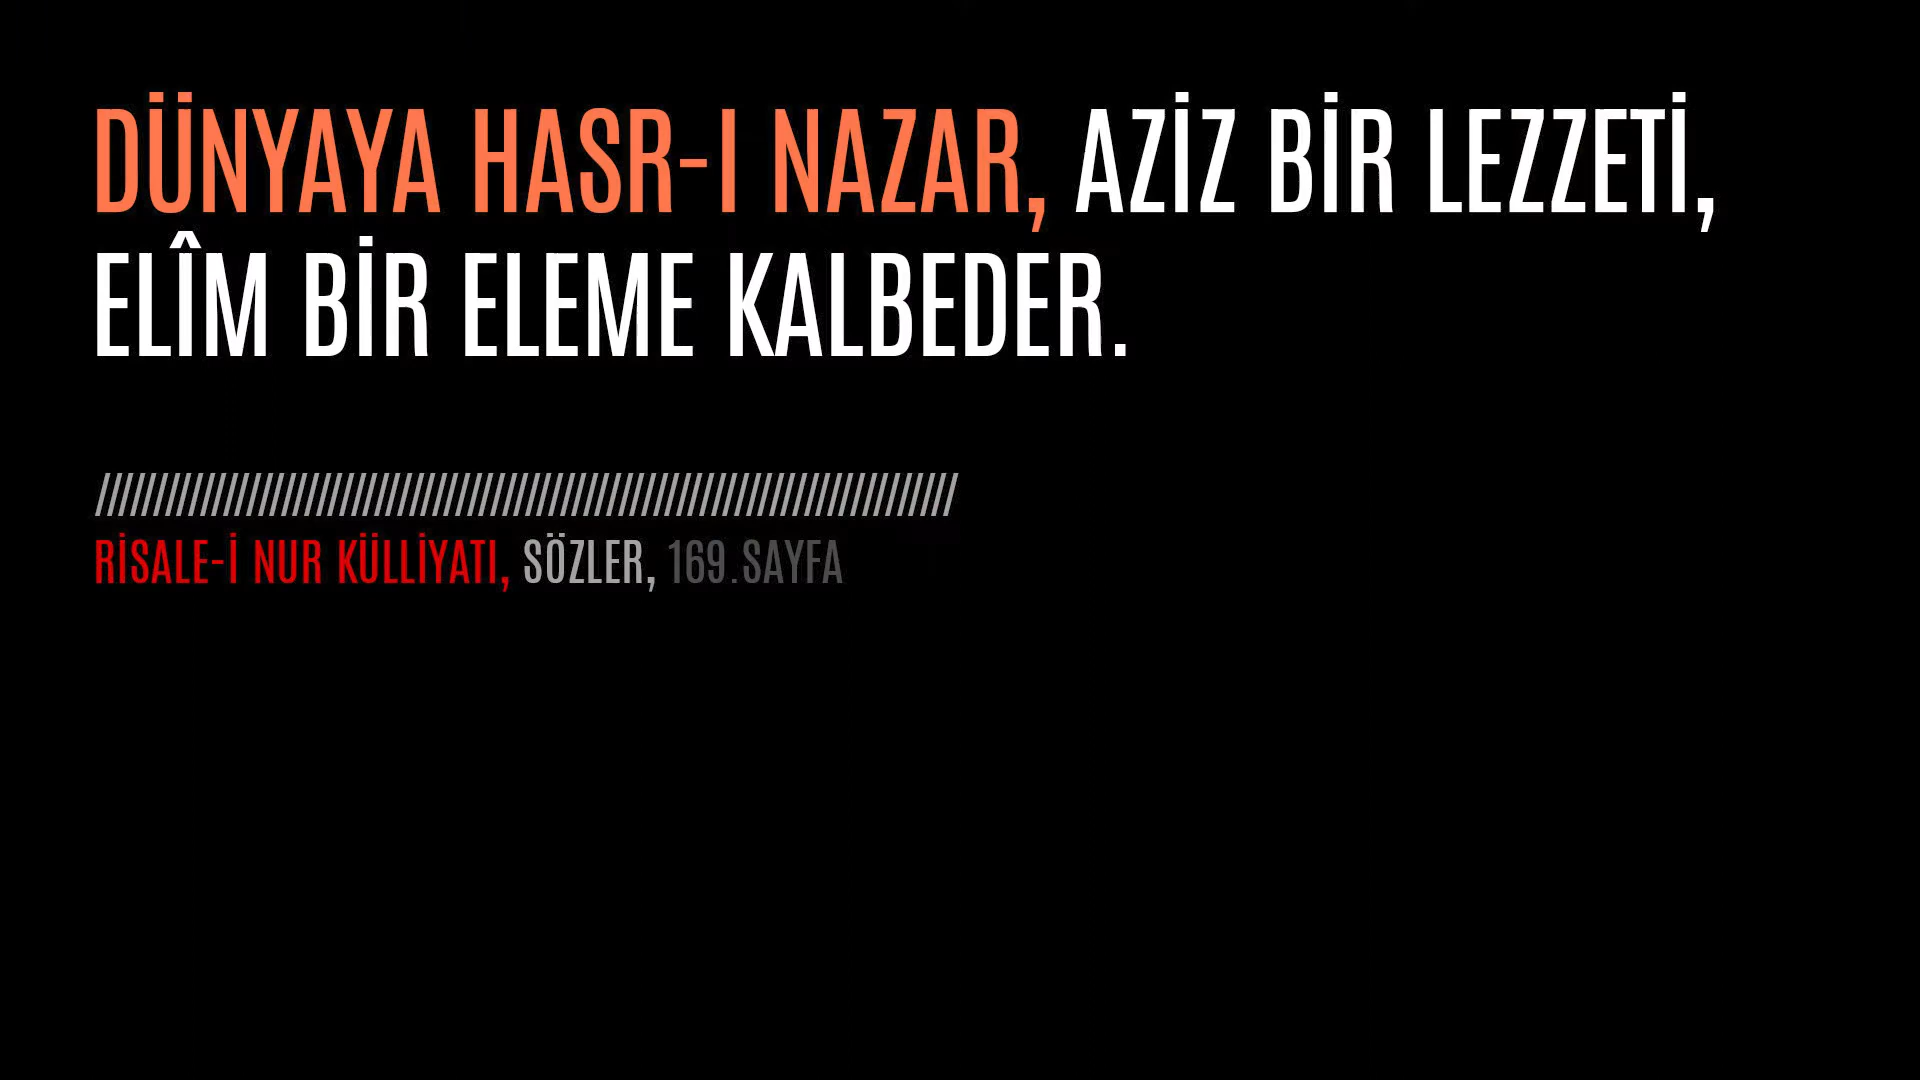 DÜNYAYA HASR-I NAZAR, AZİZ BİR LEZZETİ,
ELÎM BİR ELEME KALBEDER.
//////////////////////////////////////////////////////////////////////////
RİSALE-İ NUR KÜLLİYATI, SÖZLER, 169.SAYFA